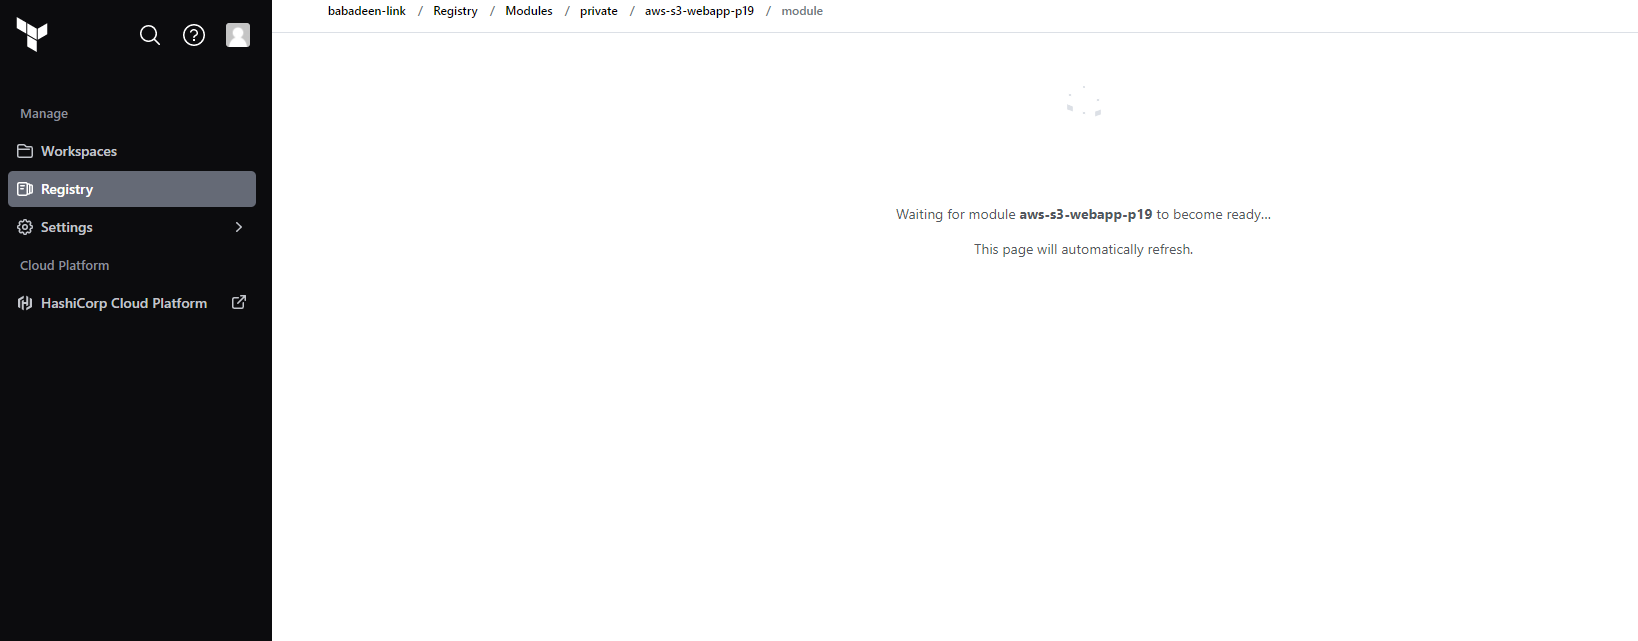 babadeen-link / Registry / Modules / private / aws-s3-webapp-p19 / module
Manage
Workspaces
Registry
Settings
Cloud Platform
HashiCorp Cloud Platform
Waiting for module aws-s3-webapp-p19 to become ready...
This page will automatically refresh.